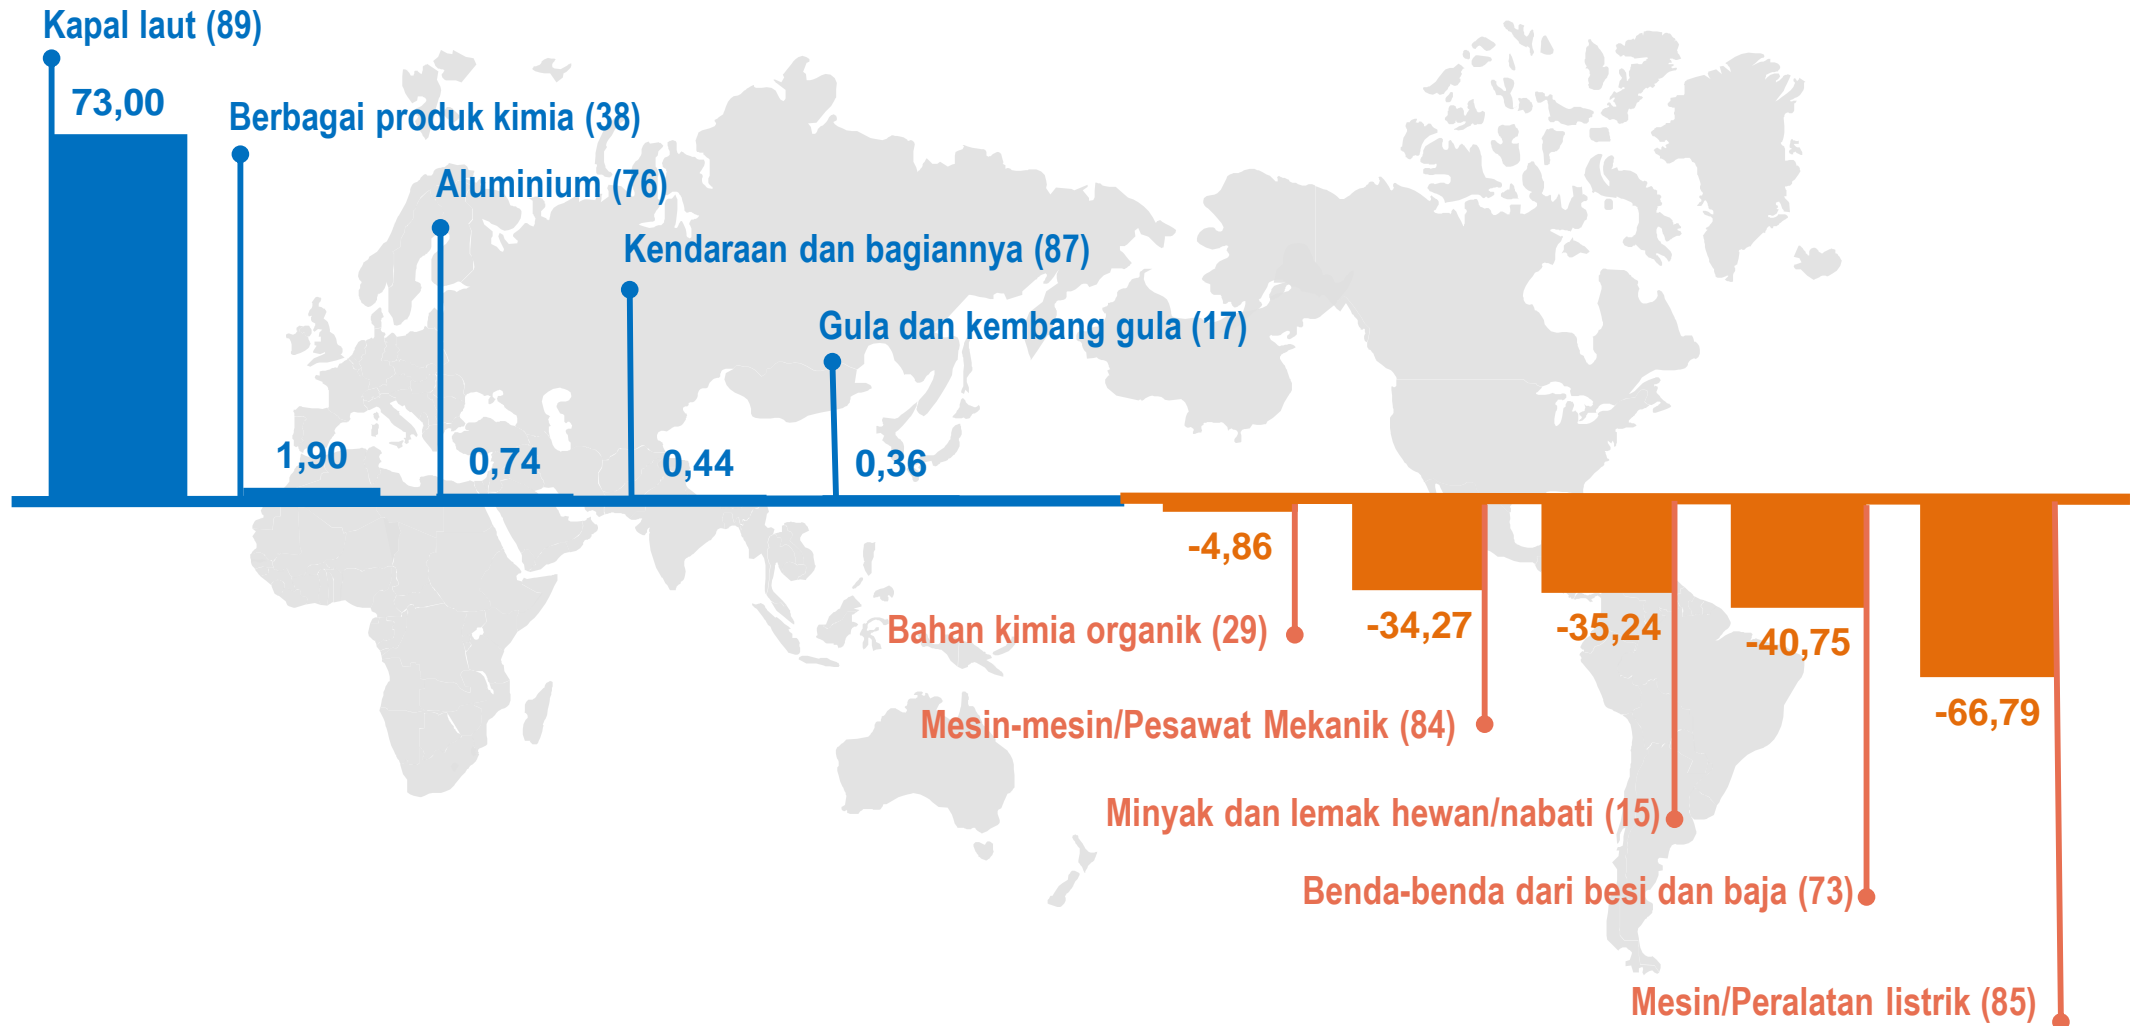 Kapal laut (89)
73,00
Berbagai produk kimia (38)
Aluminium (76)
Kendaraan dan bagiannya (87)
Gula dan kembang gula (17)
1,90
0,74
0,44
0,36
-4,86
-34,27
-35,24
-40,75
-66,79
Bahan kimia organik (29)
Mesin-mesin/Pesawat Mekanik (84)
Minyak dan lemak hewan/nabati (15)
Benda-benda dari besi dan baja (73)
Mesin/Peralatan listrik (85)